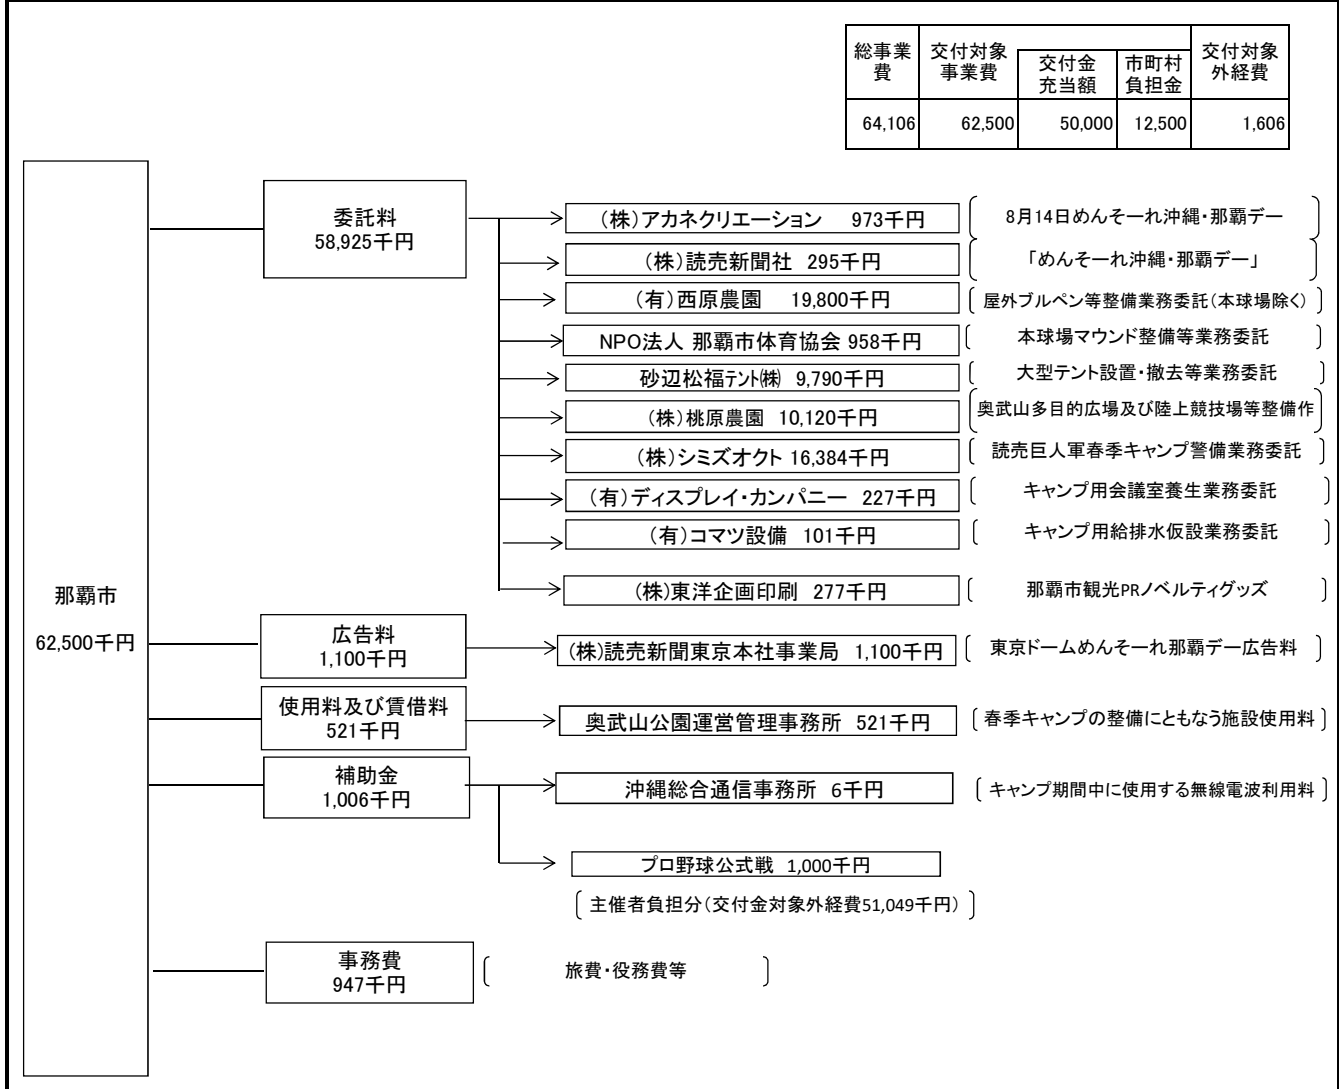 総事業費 交付対象事業費 交付金充当額 市町村負担金 交付対象外経費
64,106 62,500 50,000 12,500 1,606
那覇市
62,500千円
委託料
58,925千円
(株)アカネクリエーション 973千円 8月14日めんそーれ沖縄・那覇デー
(株)読売新聞社 295千円 「めんそーれ沖縄・那覇デー」
(有)西原農園 19,800千円 屋外ブルペン等整備業務委託(本球場除く)
NPO法人 那覇市体育協会 958千円 本球場マウンド整備等業務委託
砂辺松福テント㈱ 9,790千円 大型テント設置・撤去等業務委託
(株)桃原農園 10,120千円 奥武山多目的広場及び陸上競技場等整備作
(株)シミズオクト 16,384千円 読売巨人軍春季キャンプ警備業務委託
(有)ディスプレイ・カンパニー 227千円 キャンプ用会議室養生業務委託
(有)コマツ設備 101千円 キャンプ用給排水仮設業務委託
(株)東洋企画印刷 277千円 那覇市観光PRノベルティグッズ
広告料
1,100千円
(株)読売新聞東京本社事業局 1,100千円 東京ドームめんそーれ那覇デー広告料
使用料及び賃借料
521千円
奥武山公園運営管理事務所 521千円 春季キャンプの整備にともなう施設使用料
補助金
1,006千円
沖縄総合通信事務所 6千円 キャンプ期間中に使用する無線電波利用料
プロ野球公式戦 1,000千円
主催者負担分(交付金対象外経費51,049千円)
事務費
947千円
旅費・役務費等